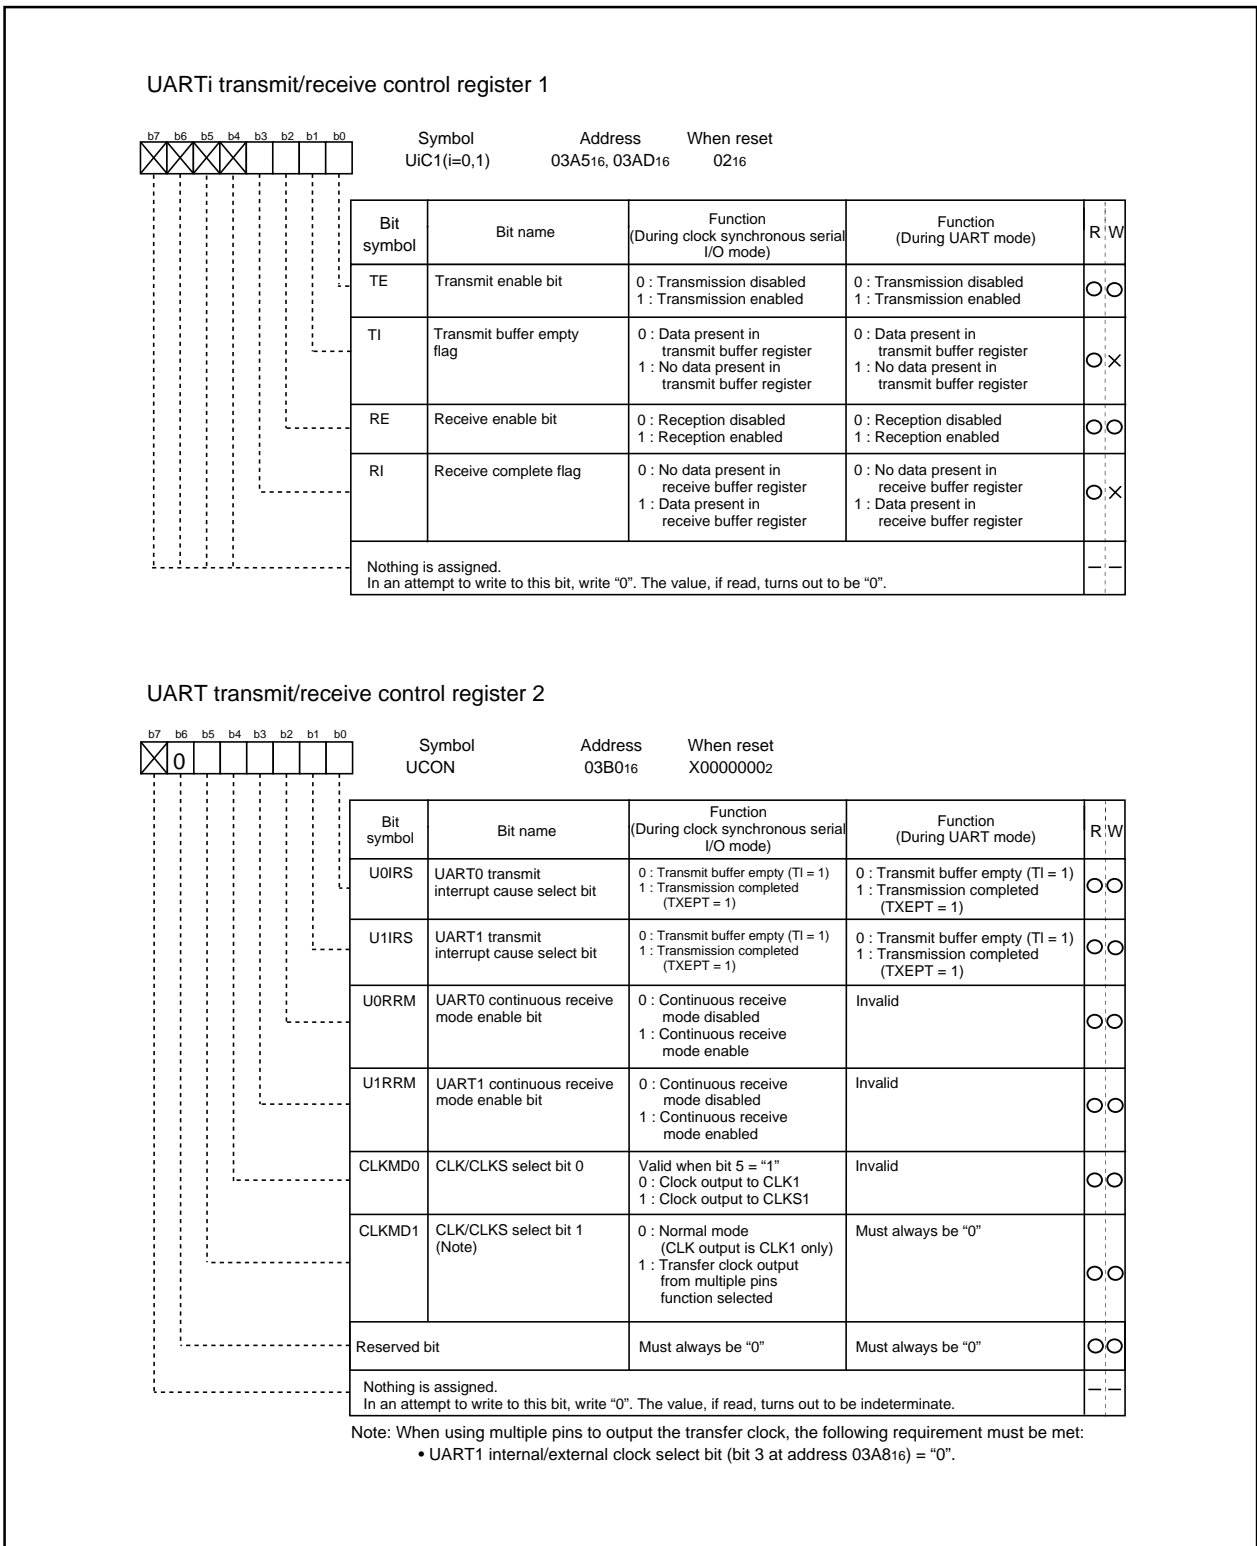 UARTi transmit/receive control register 1
b7 b6 b5 b4 b3 b2 b1 b0
Symbol Address When reset
UiC1(i=0,1) 03A516, 03AD16 0216
Bit symbol Bit name Function (During clock synchronous serial I/O mode) Function (During UART mode) R W
TE Transmit enable bit 0 : Transmission disabled 0 : Transmission disabled
1 : Transmission enabled 1 : Transmission enabled
TI Transmit buffer empty 0 : Data present in 0 : Data present in
flag transmit buffer register transmit buffer register
1 : No data present in 1 : No data present in
transmit buffer register transmit buffer register
RE Receive enable bit 0 : Reception disabled 0 : Reception disabled
1 : Reception enabled 1 : Reception enabled
RI Receive complete flag 0 : No data present in 0 : No data present in
receive buffer register receive buffer register
1 : Data present in 1 : Data present in
receive buffer register receive buffer register
Nothing is assigned.
In an attempt to write to this bit, write “0”. The value, if read, turns out to be “0”.
UART transmit/receive control register 2
b7 b6 b5 b4 b3 b2 b1 b0
0
Symbol Address When reset
UCON 03B016 X00000002
Bit symbol Bit name Function (During clock synchronous serial I/O mode) Function (During UART mode) R W
U0IRS UART0 transmit 0 : Transmit buffer empty (TI = 1) 0 : Transmit buffer empty (TI = 1)
interrupt cause select bit 1 : Transmission completed 1 : Transmission completed
(TXEPT = 1) (TXEPT = 1)
U1IRS UART1 transmit 0 : Transmit buffer empty (TI = 1) 0 : Transmit buffer empty (TI = 1)
interrupt cause select bit 1 : Transmission completed 1 : Transmission completed
(TXEPT = 1) (TXEPT = 1)
U0RRM UART0 continuous receive 0 : Continuous receive Invalid
mode enable bit mode disabled
1 : Continuous receive
mode enable
U1RRM UART1 continuous receive 0 : Continuous receive Invalid
mode enable bit mode disabled
1 : Continuous receive
mode enabled
CLKMD0 CLK/CLKS select bit 0 Valid when bit 5 = “1” Invalid
0 : Clock output to CLK1
1 : Clock output to CLKS1
CLKMD1 CLK/CLKS select bit 1 0 : Normal mode Must always be “0”
(Note) (CLK output is CLK1 only)
1 : Transfer clock output
from multiple pins
function selected
Reserved bit Must always be “0” Must always be “0”
Nothing is assigned.
In an attempt to write to this bit, write “0”. The value, if read, turns out to be indeterminate.
Note: When using multiple pins to output the transfer clock, the following requirement must be met:
• UART1 internal/external clock select bit (bit 3 at address 03A816) = “0”.